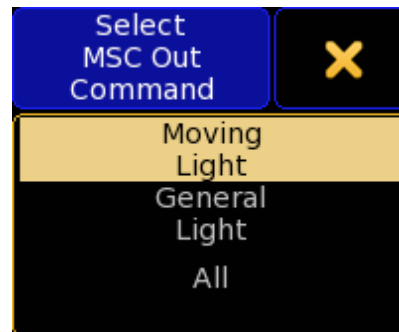 Select
MSC Out
Command
Moving
Light
General
Light
All